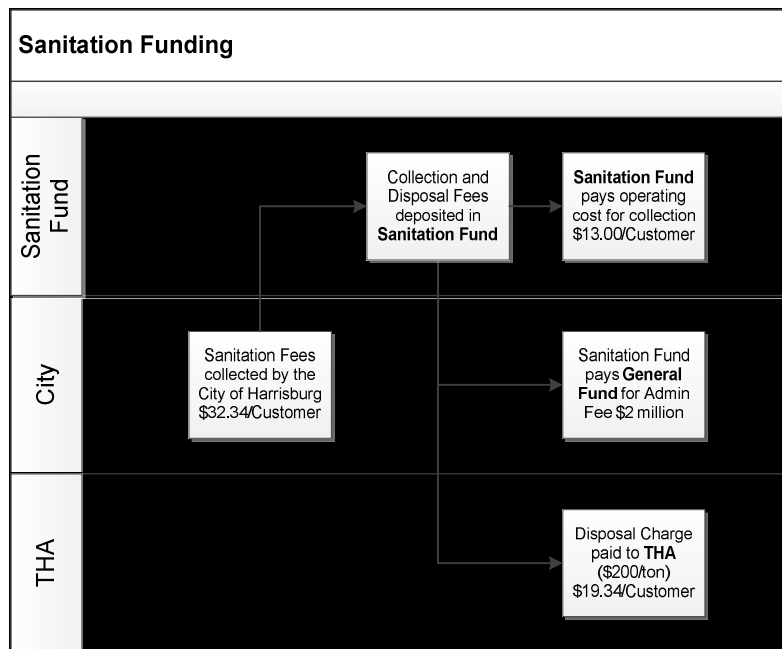 Sanitation Funding
Sanitation
Fund
Collection and
Disposal Fees
deposited in
Sanitation Fund
Sanitation Fund
pays operating
cost for collection
$13.00/Customer
City
Sanitation Fees
collected by the
City of Harrisburg
$32.34/Customer
Sanitation Fund
pays General
Fund for Admin
Fee $2 million
THA
Disposal Charge
paid to THA
($200/ton)
$19.34/Customer